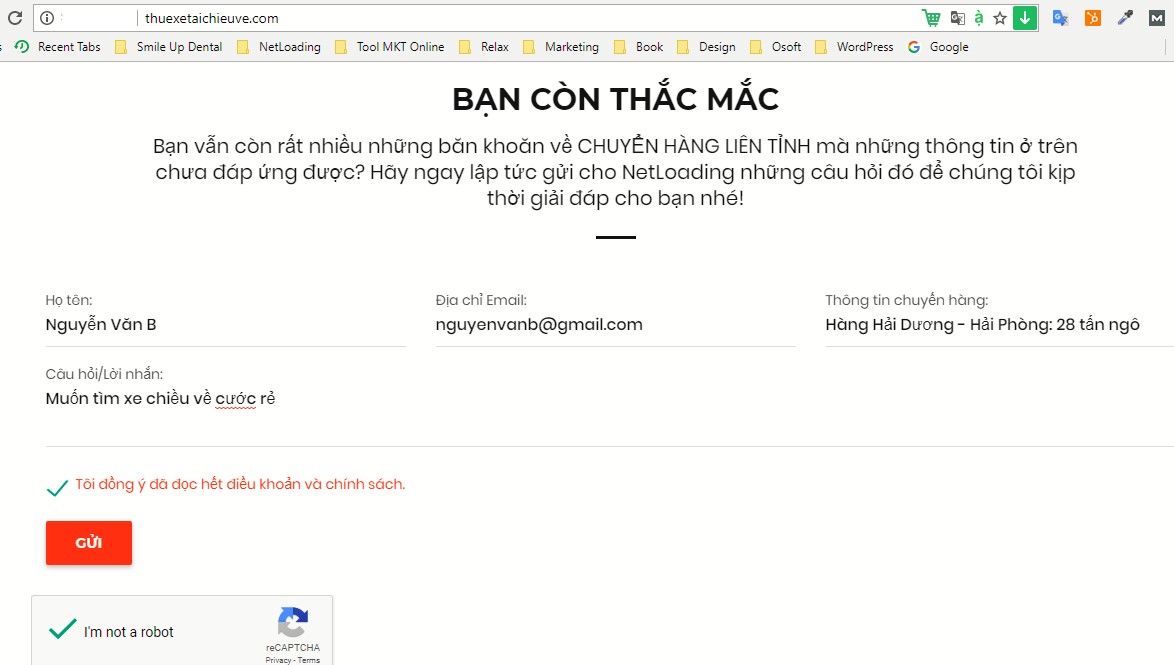 thuexetaichieuve.com
Recent Tabs Smile Up Dental NetLoading Tool MKT Online Relax Marketing Book Design Osoft WordPress Google
BẠN CÒN THẮC MẮC
Bạn vẫn còn rất nhiều những băn khoăn về CHUYỂN HÀNG LIÊN TỈNH mà những thông tin ở trên
chưa đáp ứng được? Hãy ngay lập tức gửi cho NetLoading những câu hỏi đó để chúng tôi kịp
thời giải đáp cho bạn nhé!
Họ tên: Địa chỉ Email: Thông tin chuyến hàng:
Nguyễn Văn B nguyenvanb@gmail.com Hàng Hải Dương - Hải Phòng: 28 tấn ngô
Câu hỏi/Lời nhắn:
Muốn tìm xe chiều về cước rẻ
Tôi đồng ý đã đọc hết điều khoản và chính sách.
GỬI
I'm not a robot
reCAPTCHA
Privacy - Terms